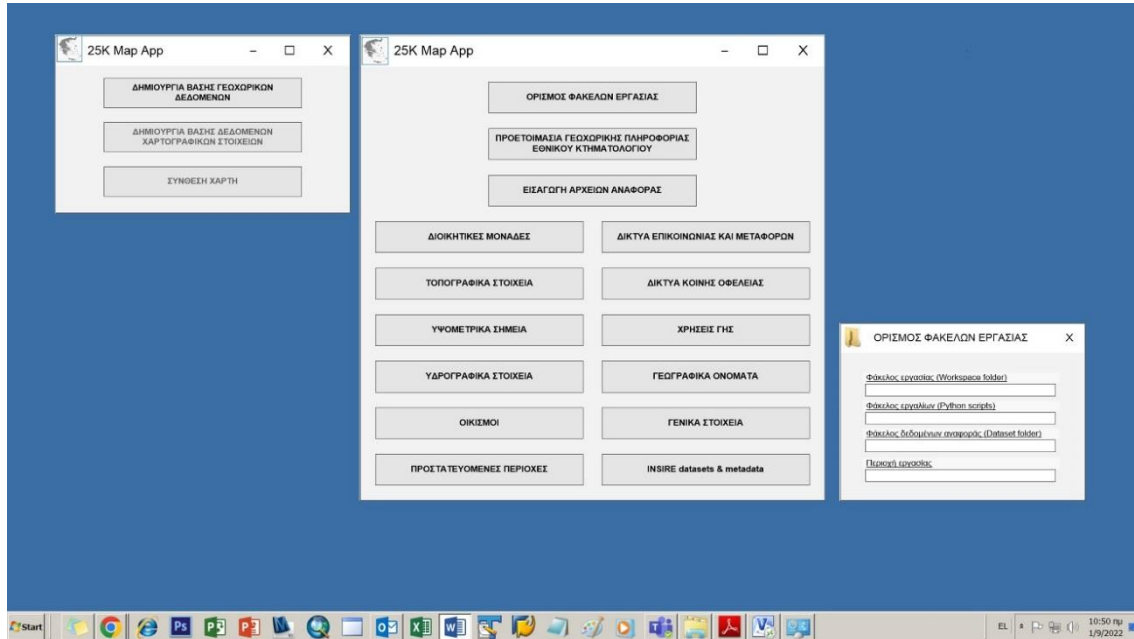 25K Map App
ΔΗΜΙΟΥΡΓΙΑ ΒΑΣΗΣ ΓΕΩΧΩΡΙΚΩΝ
ΔΕΔΟΜΕΝΩΝ
ΔΗΜΙΟΥΡΓΙΑ ΒΑΣΗΣ ΔΕΔΟΜΕΝΩΝ
ΧΑΡΤΟΓΡΑΦΙΚΩΝ ΣΤΟΙΧΕΙΩΝ
ΣΥΝΘΕΣΗ ΧΑΡΤΗ
25K Map App
ΟΡΙΣΜΟΣ ΦΑΚΕΛΩΝ ΕΡΓΑΣΙΑΣ
ΠΡΟΕΤΟΙΜΑΣΙΑ ΓΕΩΧΩΡΙΚΗΣ ΠΛΗΡΟΦΟΡΙΑΣ
ΕΘΝΙΚΟΥ ΚΤΗΜΑΤΟΛΟΓΙΟΥ
ΕΙΣΑΓΩΓΗ ΑΡΧΕΙΩΝ ΑΝΑΦΟΡΑΣ
ΔΙΟΙΚΗΤΙΚΕΣ ΜΟΝΑΔΕΣ
ΔΙΚΤΥΑ ΕΠΙΚΟΙΝΩΝΙΑΣ ΚΑΙ ΜΕΤΑΦΟΡΩΝ
ΤΟΠΟΓΡΑΦΙΚΑ ΣΤΟΙΧΕΙΑ
ΔΙΚΤΥΑ ΚΟΙΝΗΣ ΟΦΕΛΕΙΑΣ
ΥΨΟΜΕΤΡΙΚΑ ΣΗΜΕΙΑ
ΧΡΗΣΕΙΣ ΓΗΣ
ΥΔΡΟΓΡΑΦΙΚΑ ΣΤΟΙΧΕΙΑ
ΓΕΩΓΡΑΦΙΚΑ ΟΝΟΜΑΤΑ
ΟΙΚΙΣΜΟΙ
ΓΕΝΙΚΑ ΣΤΟΙΧΕΙΑ
ΠΡΟΣΤΑΤΕΥΟΜΕΝΕΣ ΠΕΡΙΟΧΕΣ
INSIRE datasets & metadata
ΟΡΙΣΜΟΣ ΦΑΚΕΛΩΝ ΕΡΓΑΣΙΑΣ
Φάκελος εργασίας (Workspace folder)
Φάκελος εργαλίων (Python scripts)
Φάκελος δεδομένων αναφοράς (Dataset folder)
Περιοχή εργασίας
Start
EL
10:50 πμ
1/9/2022